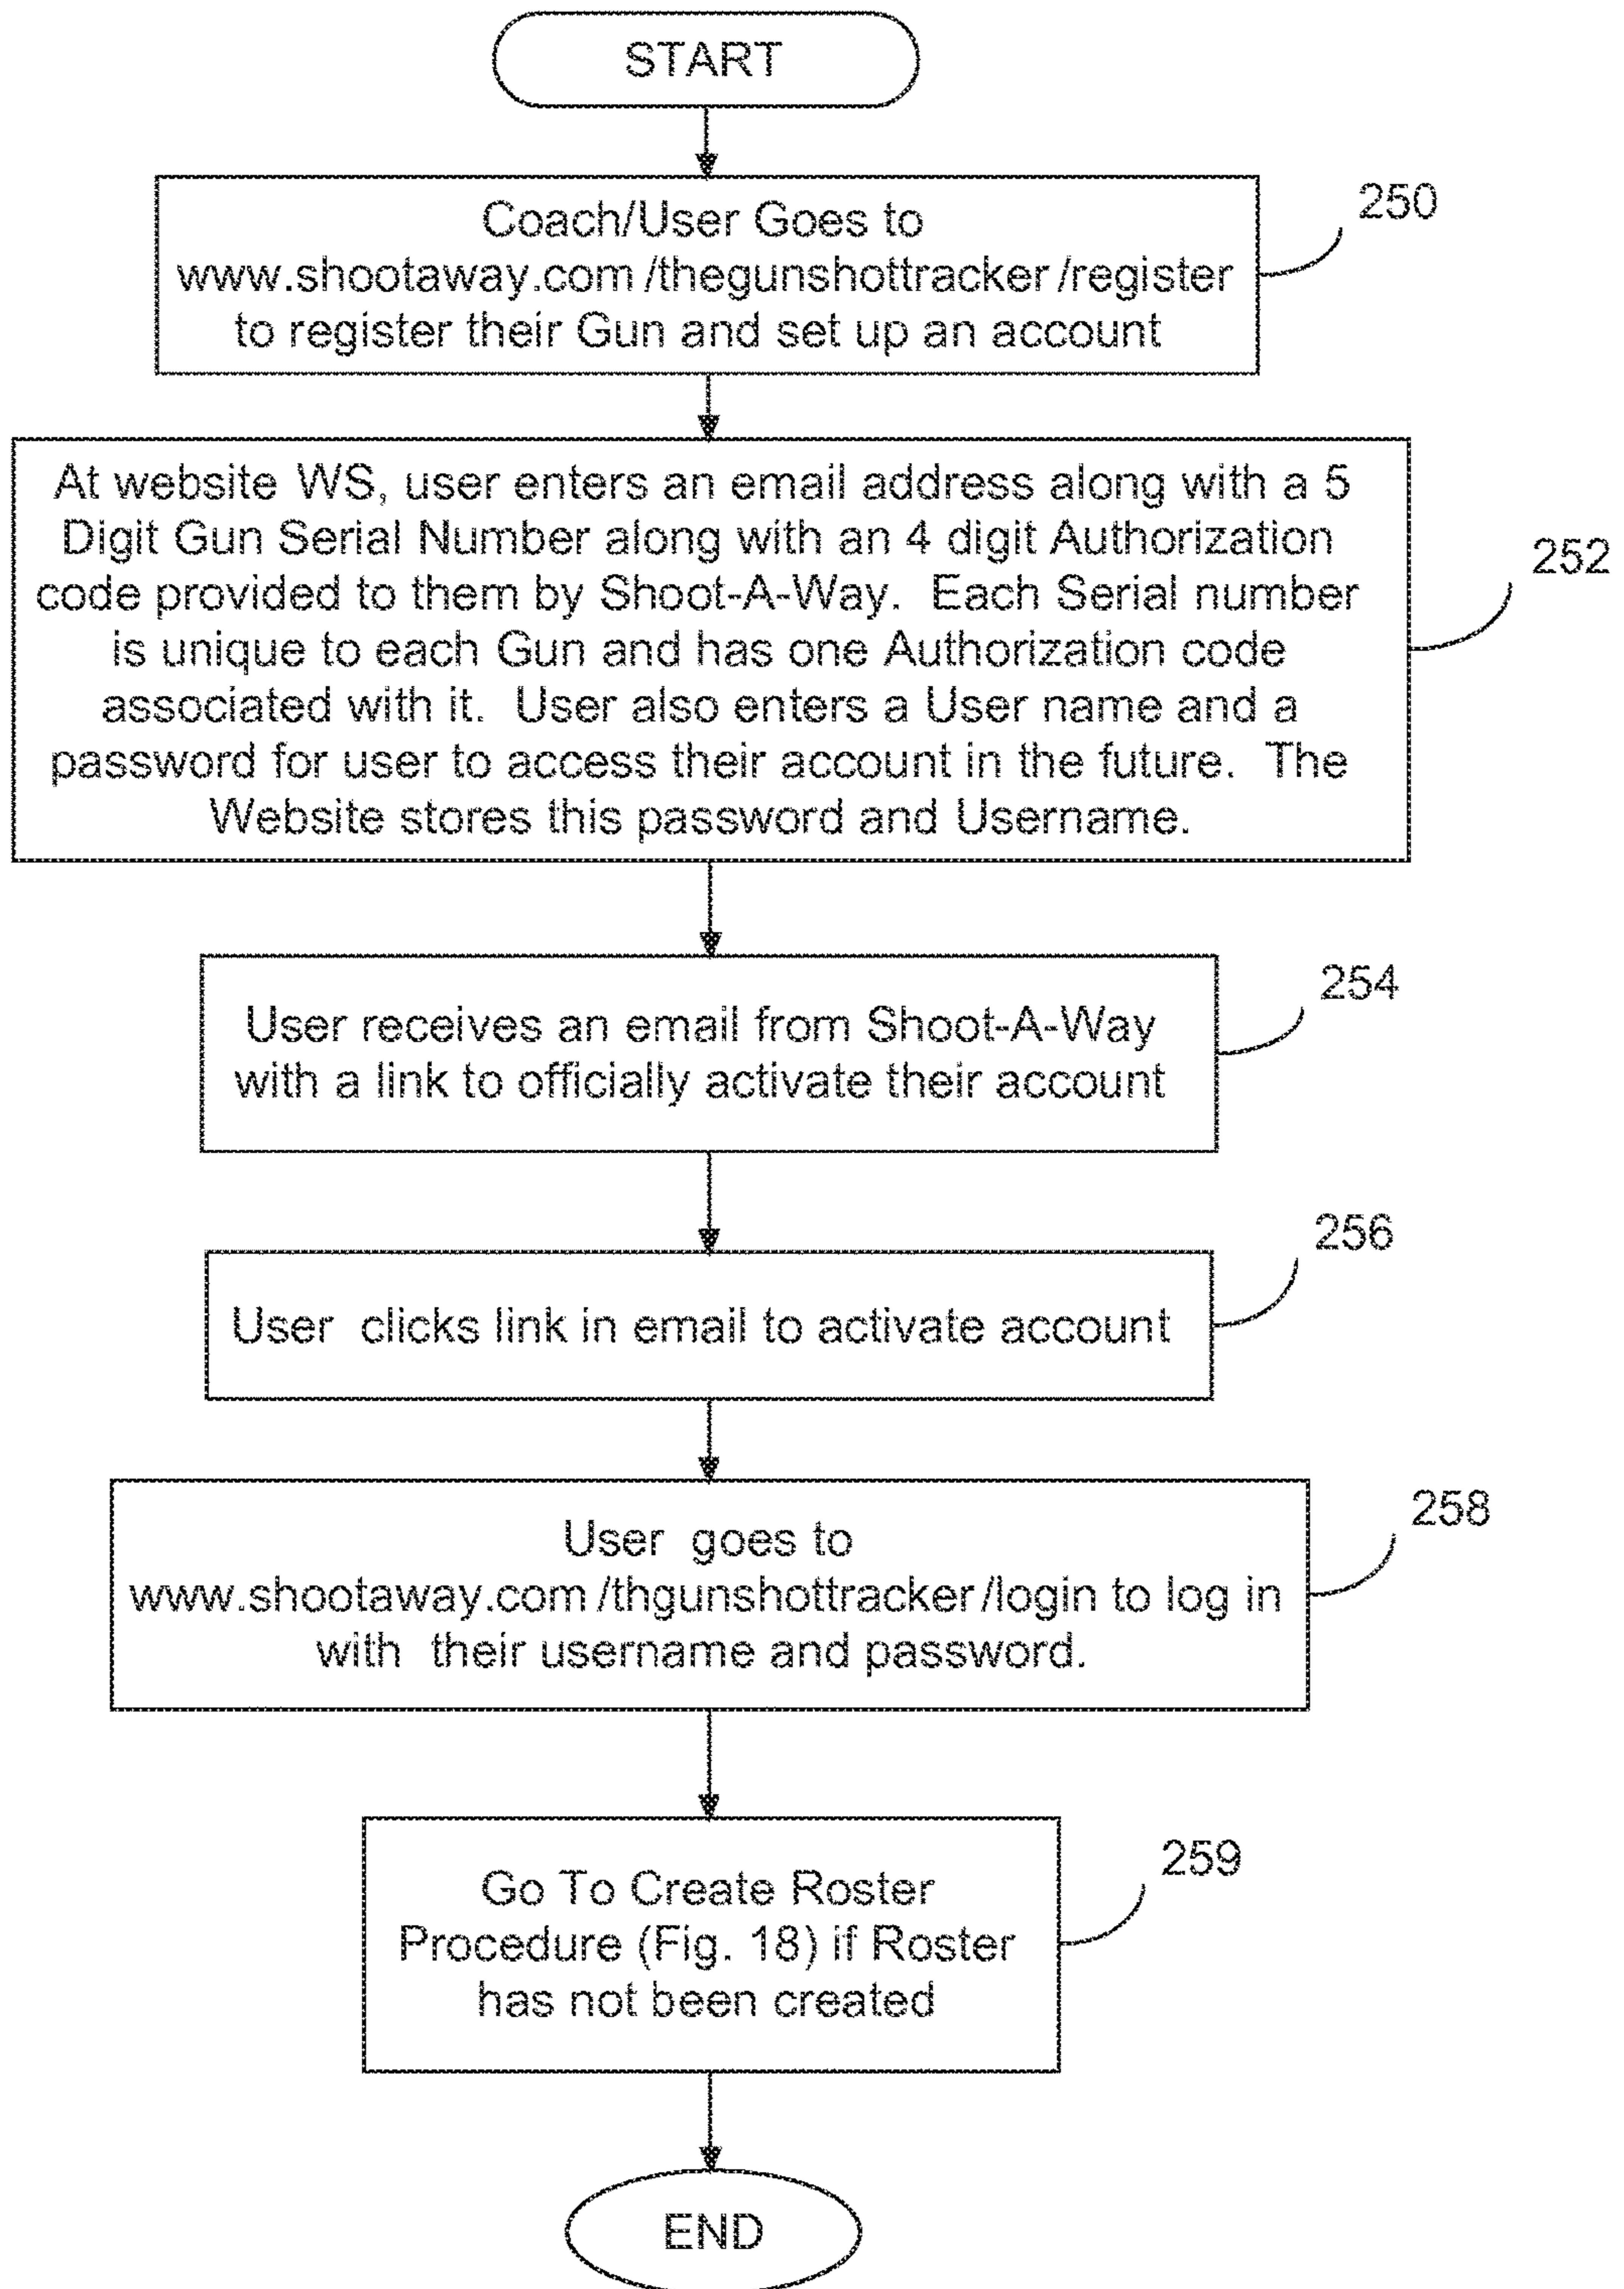 START
Coach/User Goes to
www.shootaway.com/thegunshottracker/register
to register their Gun and set up an account
250
At website WS, user enters an email address along with a 5
Digit Gun Serial Number along with an 4 digit Authorization
code provided to them by Shoot-A-Way. Each Serial number
is unique to each Gun and has one Authorization code
associated with it. User also enters a User name and a
password for user to access their account in the future. The
Website stores this password and Username.
252
User receives an email from Shoot-A-Way
with a link to officially activate their account
254
User clicks link in email to activate account
256
User goes to
www.shootaway.com/thgunshottracker/login to log in
with their username and password.
258
Go To Create Roster
Procedure (Fig. 18) if Roster
has not been created
259
END